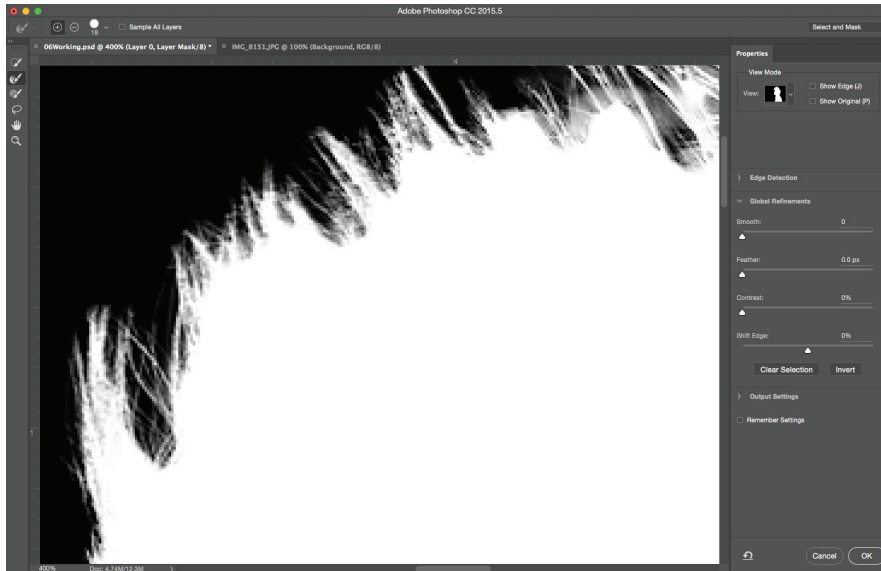 Adobe Photoshop CC 2015.5
18
Sample All Layers
Select and Mask
× 06Working.psd @ 400% (Layer 0, Layer Mask/8) *
× IMG_8151.JPG @ 100% (Background, RGB/8)
4
1
Properties
View Mode
View:
Show Edge (J)
Show Original (P)
Edge Detection
Global Refinements
Smooth: 0
Feather: 0.0 px
Contrast: 0%
Shift Edge: 0%
Clear Selection Invert
Output Settings
Remember Settings
Cancel OK
400% Doc: 4.74M/12.3M